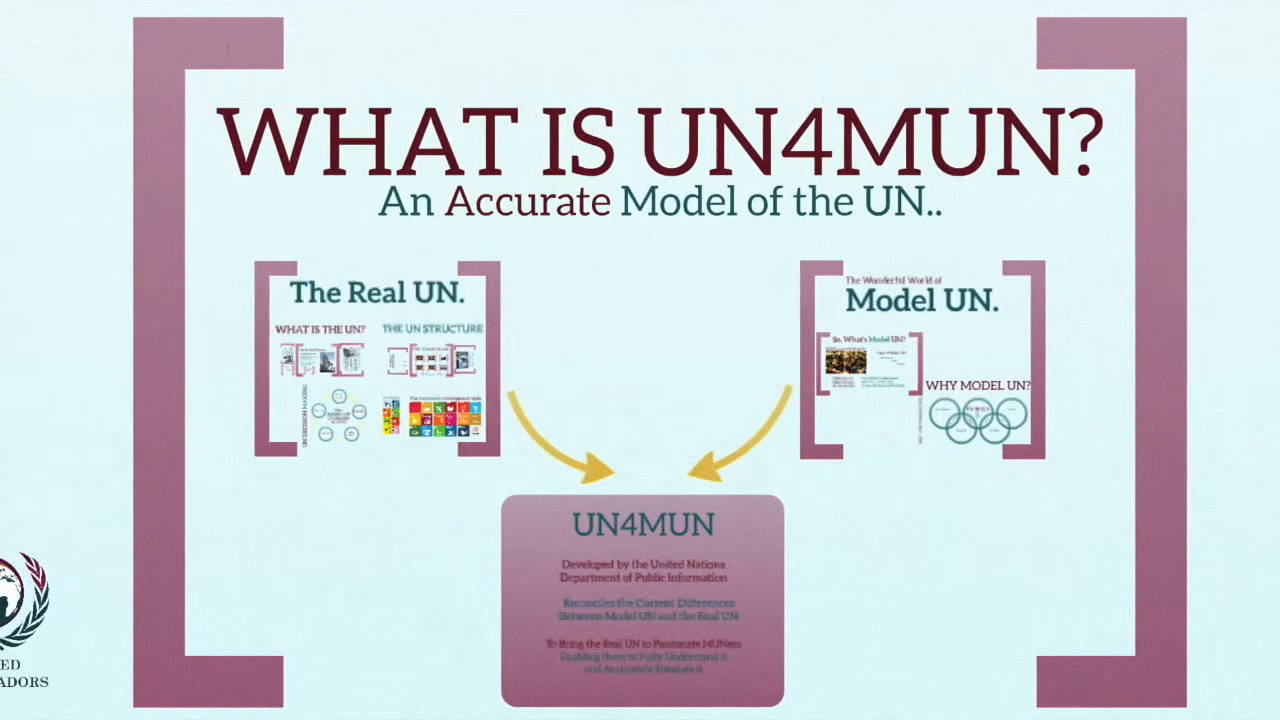 WHAT IS UN4MUN?
An Accurate Model of the UN..
The Real UN.
WHAT IS THE UN?
THE UN STRUCTURE
UN DECISION MAKING
The Wonderful World of
Model UN.
So, What's Model UN?
WHY MODEL UN?
UN4MUN
Developed by the United Nations
Department of Public Information
Reconciles the Current Differences
Between Model UN and the Real UN
To Bring the Real UN to Passionate MUNers
Enabling them to Fully Understand it
and Accurately Simulate it
ED
ADORS